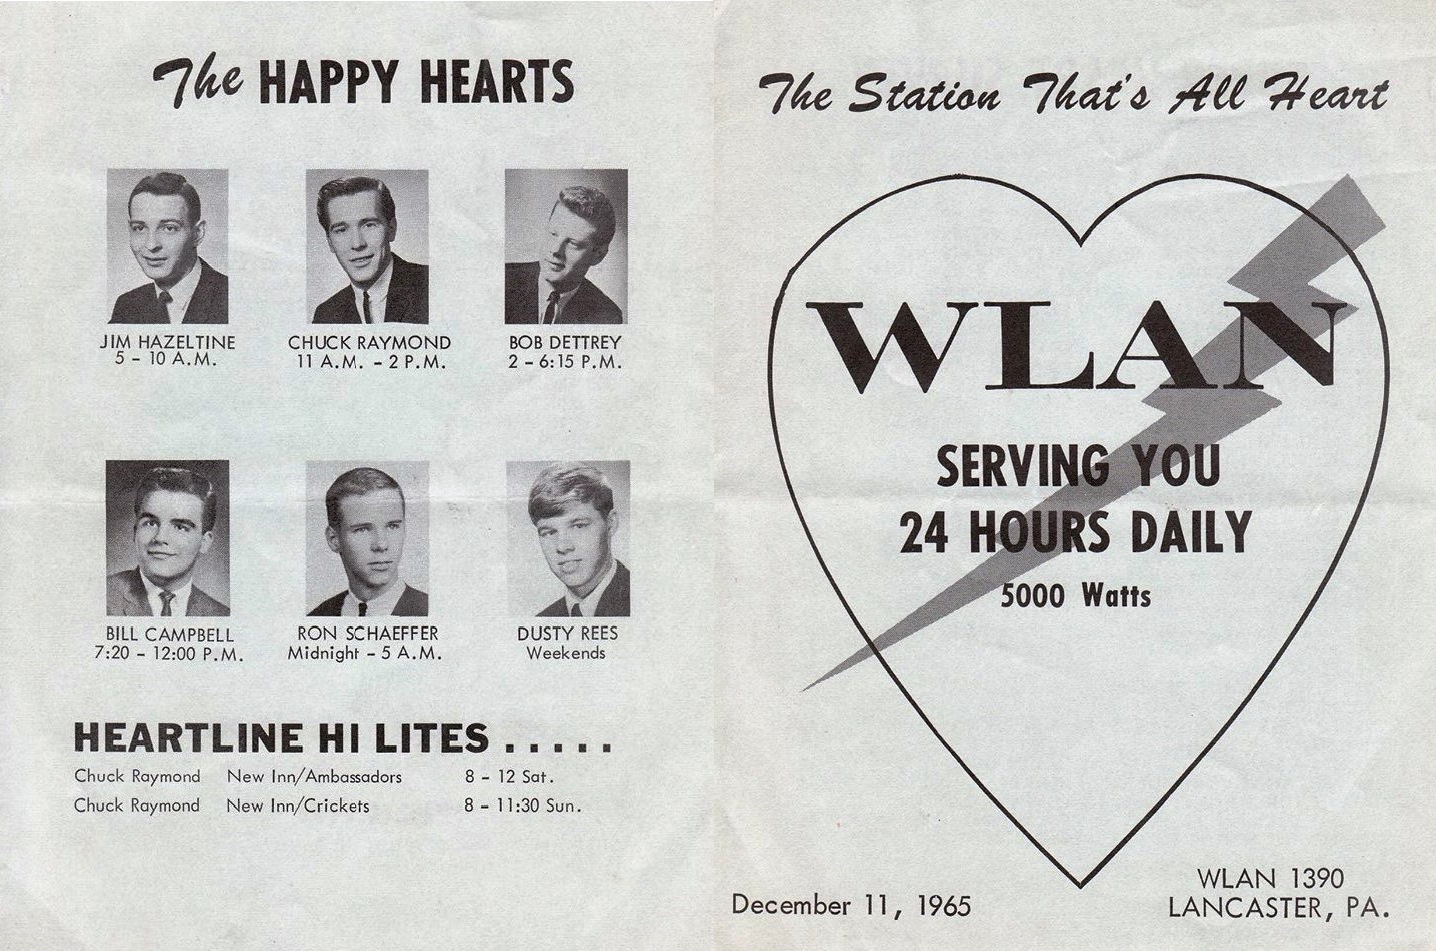 The HAPPY HEARTS
JIM HAZELTINE
5 - 10 A.M.
CHUCK RAYMOND
11 A.M. - 2 P.M.
BOB DETTREY
2 - 6:15 P.M.
BILL CAMPBELL
7:20 - 12:00 P.M.
RON SCHAEFFER
Midnight - 5 A.M.
DUSTY REES
Weekends
HEARTLINE HI LITES . . . . .
Chuck Raymond New Inn/Ambassadors 8 - 12 Sat.
Chuck Raymond New Inn/Crickets 8 - 11:30 Sun.
The Station That's All Heart
WLAN
SERVING YOU
24 HOURS DAILY
5000 Watts
December 11, 1965
WLAN 1390
LANCASTER, PA.